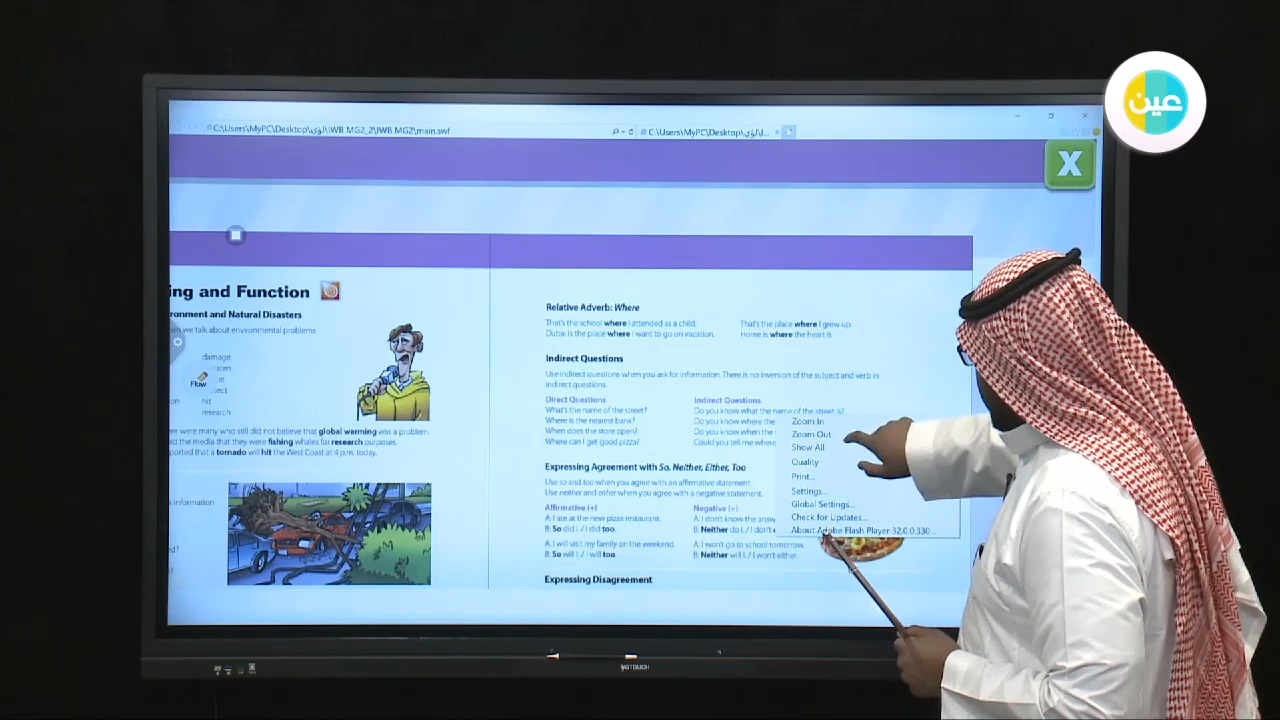 عين
C:\Users\MyPC\Desktop\لؤي\IWB MG2_2\IWB MG2\main.swf
C:\Users\MyPC\Desktop\لؤي\I...
X
ing and Function
ronment and Natural Disasters
en we talk about environmental problems.
damage
aten
Flow
ect
on hit
research
were many who still did not believe that global warming was a problem.
ed the media that they were fishing whales for research purposes.
ported that a tornado will hit the West Coast at 4 p.m. today.
k information
ed?
Relative Adverb: Where
That's the school where I attended as a child.
That's the place where I grew up.
Dubai is the place where I want to go on vacation.
Home is where the heart is.
Indirect Questions
Use indirect questions when you ask for information. There is no inversion of the subject and verb in
indirect questions.
Direct Questions
Indirect Questions
What's the name of the street?
Do you know what the name of the street is?
Where is the nearest bank?
Do you know where the
When does the store open?
Do you know when the
Where can I get good pizza?
Could you tell me where
Zoom In
Zoom Out
Show All
Quality
Print...
Settings...
Global Settings...
Check for Updates...
About Adobe Flash Player 32.0.0.330...
Expressing Agreement with So, Neither, Either, Too
Use so and too when you agree with an affirmative statement.
Use neither and either when you agree with a negative statement.
Affirmative (+)
Negative (-)
A: I ate at the new pizza restaurant.
A: I don't know the answ
B: So did I. / I did too.
B: Neither do I. / I don't e
A: I will visit my family on the weekend.
A: I won't go to school tomorrow.
B: So will I. / I will too.
B: Neither will I. / I won't either.
Expressing Disagreement